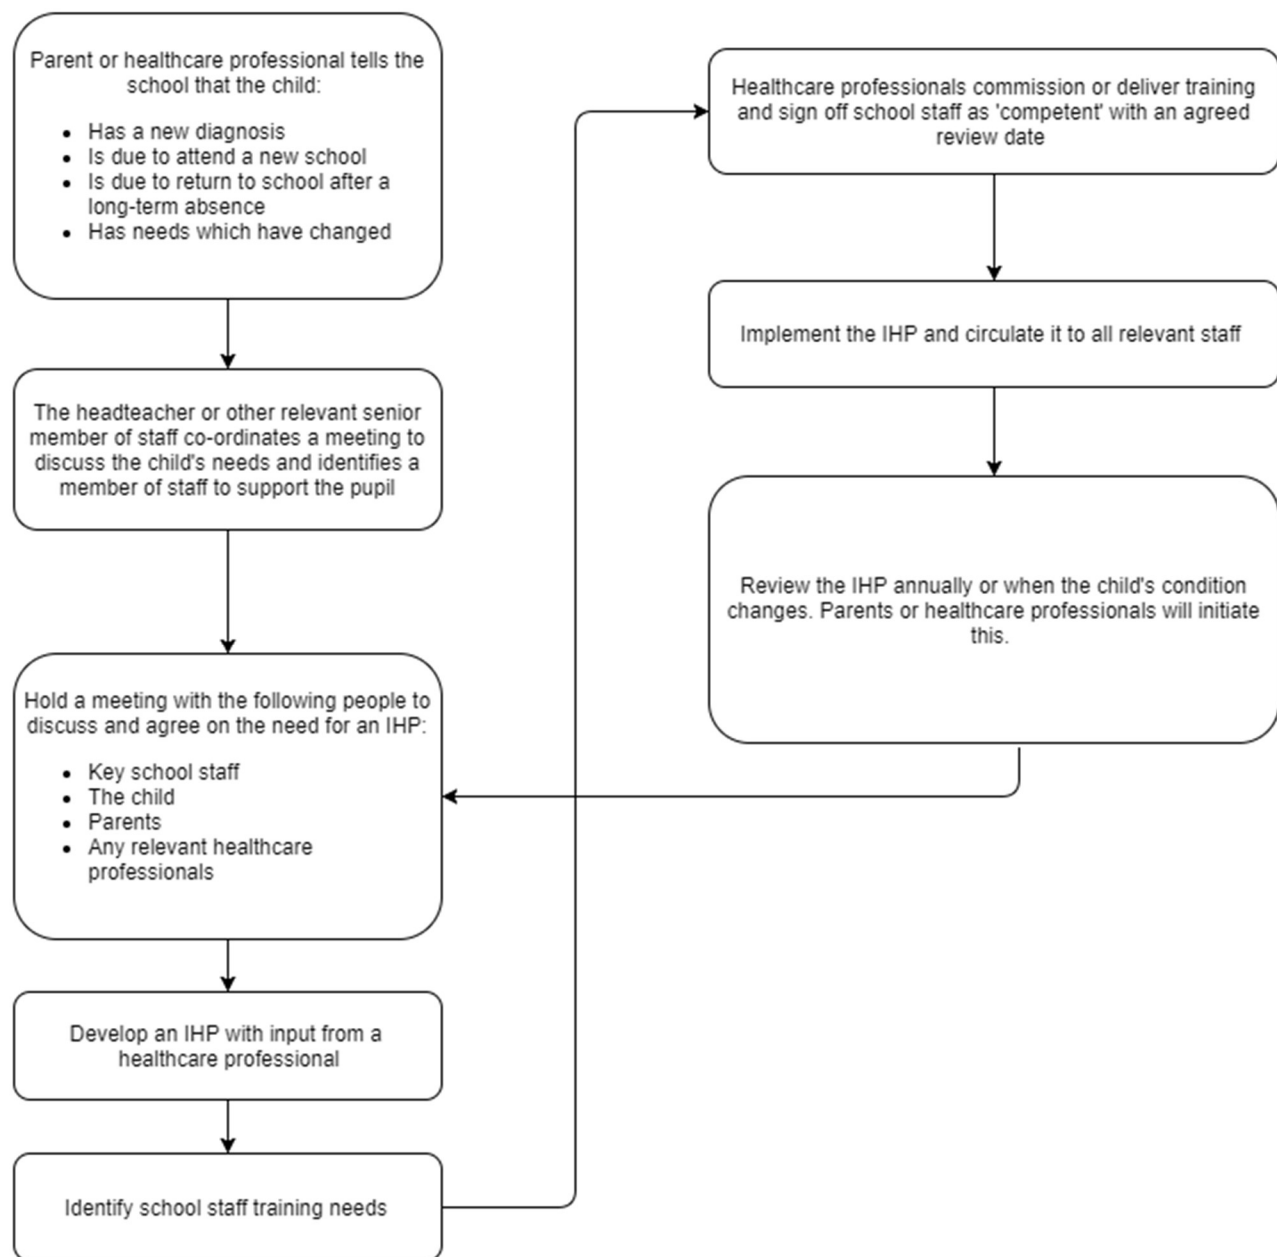 Parent or healthcare professional tells the
school that the child:
• Has a new diagnosis
• Is due to attend a new school
• Is due to return to school after a
long-term absence
• Has needs which have changed
The headteacher or other relevant senior
member of staff co-ordinates a meeting to
discuss the child's needs and identifies a
member of staff to support the pupil
Hold a meeting with the following people to
discuss and agree on the need for an IHP:
• Key school staff
• The child
• Parents
• Any relevant healthcare
professionals
Develop an IHP with input from a
healthcare professional
Identify school staff training needs
Healthcare professionals commission or deliver training
and sign off school staff as 'competent' with an agreed
review date
Implement the IHP and circulate it to all relevant staff
Review the IHP annually or when the child's condition
changes. Parents or healthcare professionals will initiate
this.